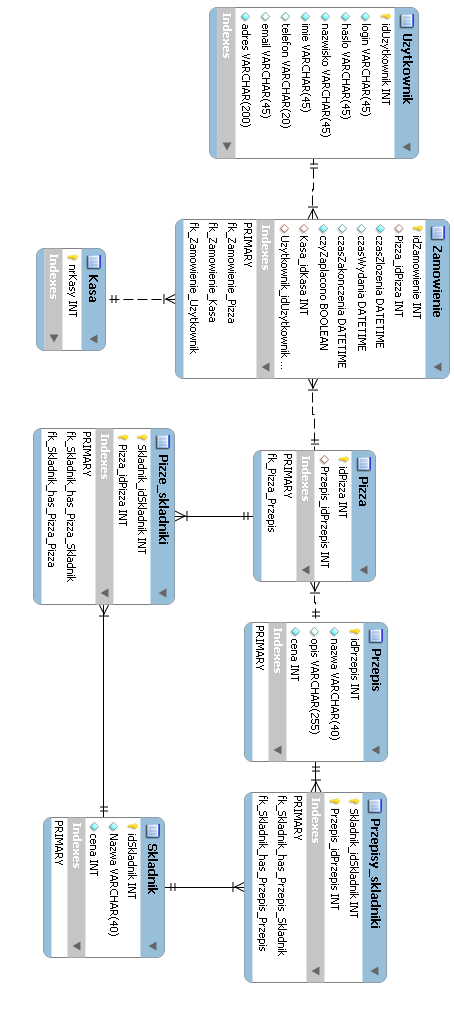 Uzytkownik
idUzytkownik INT
login VARCHAR(45)
haslo VARCHAR(45)
nazwisko VARCHAR(45)
imie VARCHAR(45)
telefon VARCHAR(20)
email VARCHAR(45)
adres VARCHAR(200)
Indexes
Zamowienie
idZamowienie INT
Pizza_idPizza INT
czasZlozenia DATETIME
czasWydania DATETIME
czasZakonczenia DATETIME
czyZaplacono BOOLEAN
Kasa_idKasa INT
Uzytkownik_idUzytkownik ...
Indexes
PRIMARY
fk_Zamowienie_Pizza
fk_Zamowienie_Kasa
fk_Zamowienie_Uzytkownik
Kasa
nrKasy INT
Indexes
Pizza
idPizza INT
Przepis_idPrzepis INT
Indexes
PRIMARY
fk_Pizza_Przepis
Pizze_skladniki
Skladnik_idSkladnik INT
Pizza_idPizza INT
Indexes
PRIMARY
fk_Skladnik_has_Pizza_Skladnik
fk_Skladnik_has_Pizza_Pizza
Przepis
idPrzepis INT
nazwa VARCHAR(40)
opis VARCHAR(255)
cena INT
Indexes
PRIMARY
Przepisy_skladniki
Skladnik_idSkladnik INT
Przepis_idPrzepis INT
Indexes
PRIMARY
fk_Skladnik_has_Przepis_Skladnik
fk_Skladnik_has_Przepis_Przepis
Skladnik
idSkladnik INT
Nazwa VARCHAR(40)
cena INT
Indexes
PRIMARY